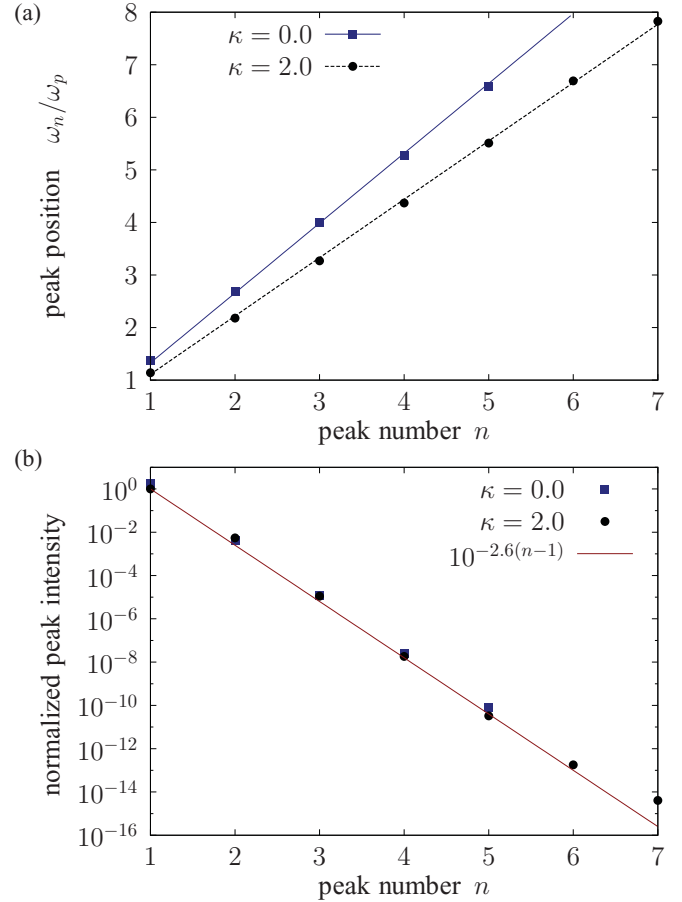 (a)
8
7
6
5
4
3
2
1
peak position ω_n/ω_p
κ = 0.0
κ = 2.0
1 2 3 4 5 6 7
peak number n
(b)
10^0
10^−2
10^−4
10^−6
10^−8
10^−10
10^−12
10^−14
10^−16
normalized peak intensity
κ = 0.0
κ = 2.0
10^−2.6(n−1)
1 2 3 4 5 6 7
peak number n